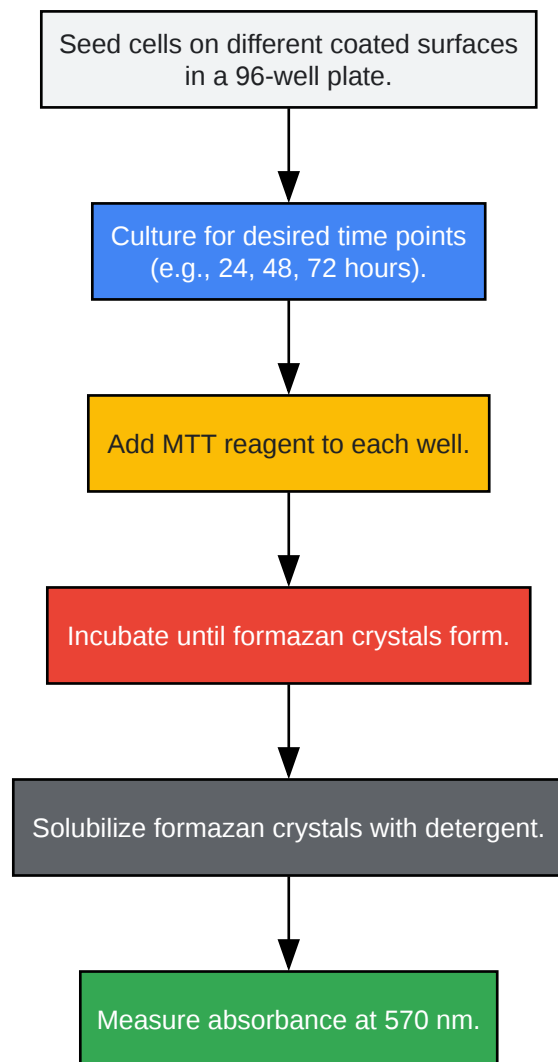 Seed cells on different coated surfaces
in a 96-well plate.
Culture for desired time points
(e.g., 24, 48, 72 hours).
Add MTT reagent to each well.
Incubate until formazan crystals form.
Solubilize formazan crystals with detergent.
Measure absorbance at 570 nm.